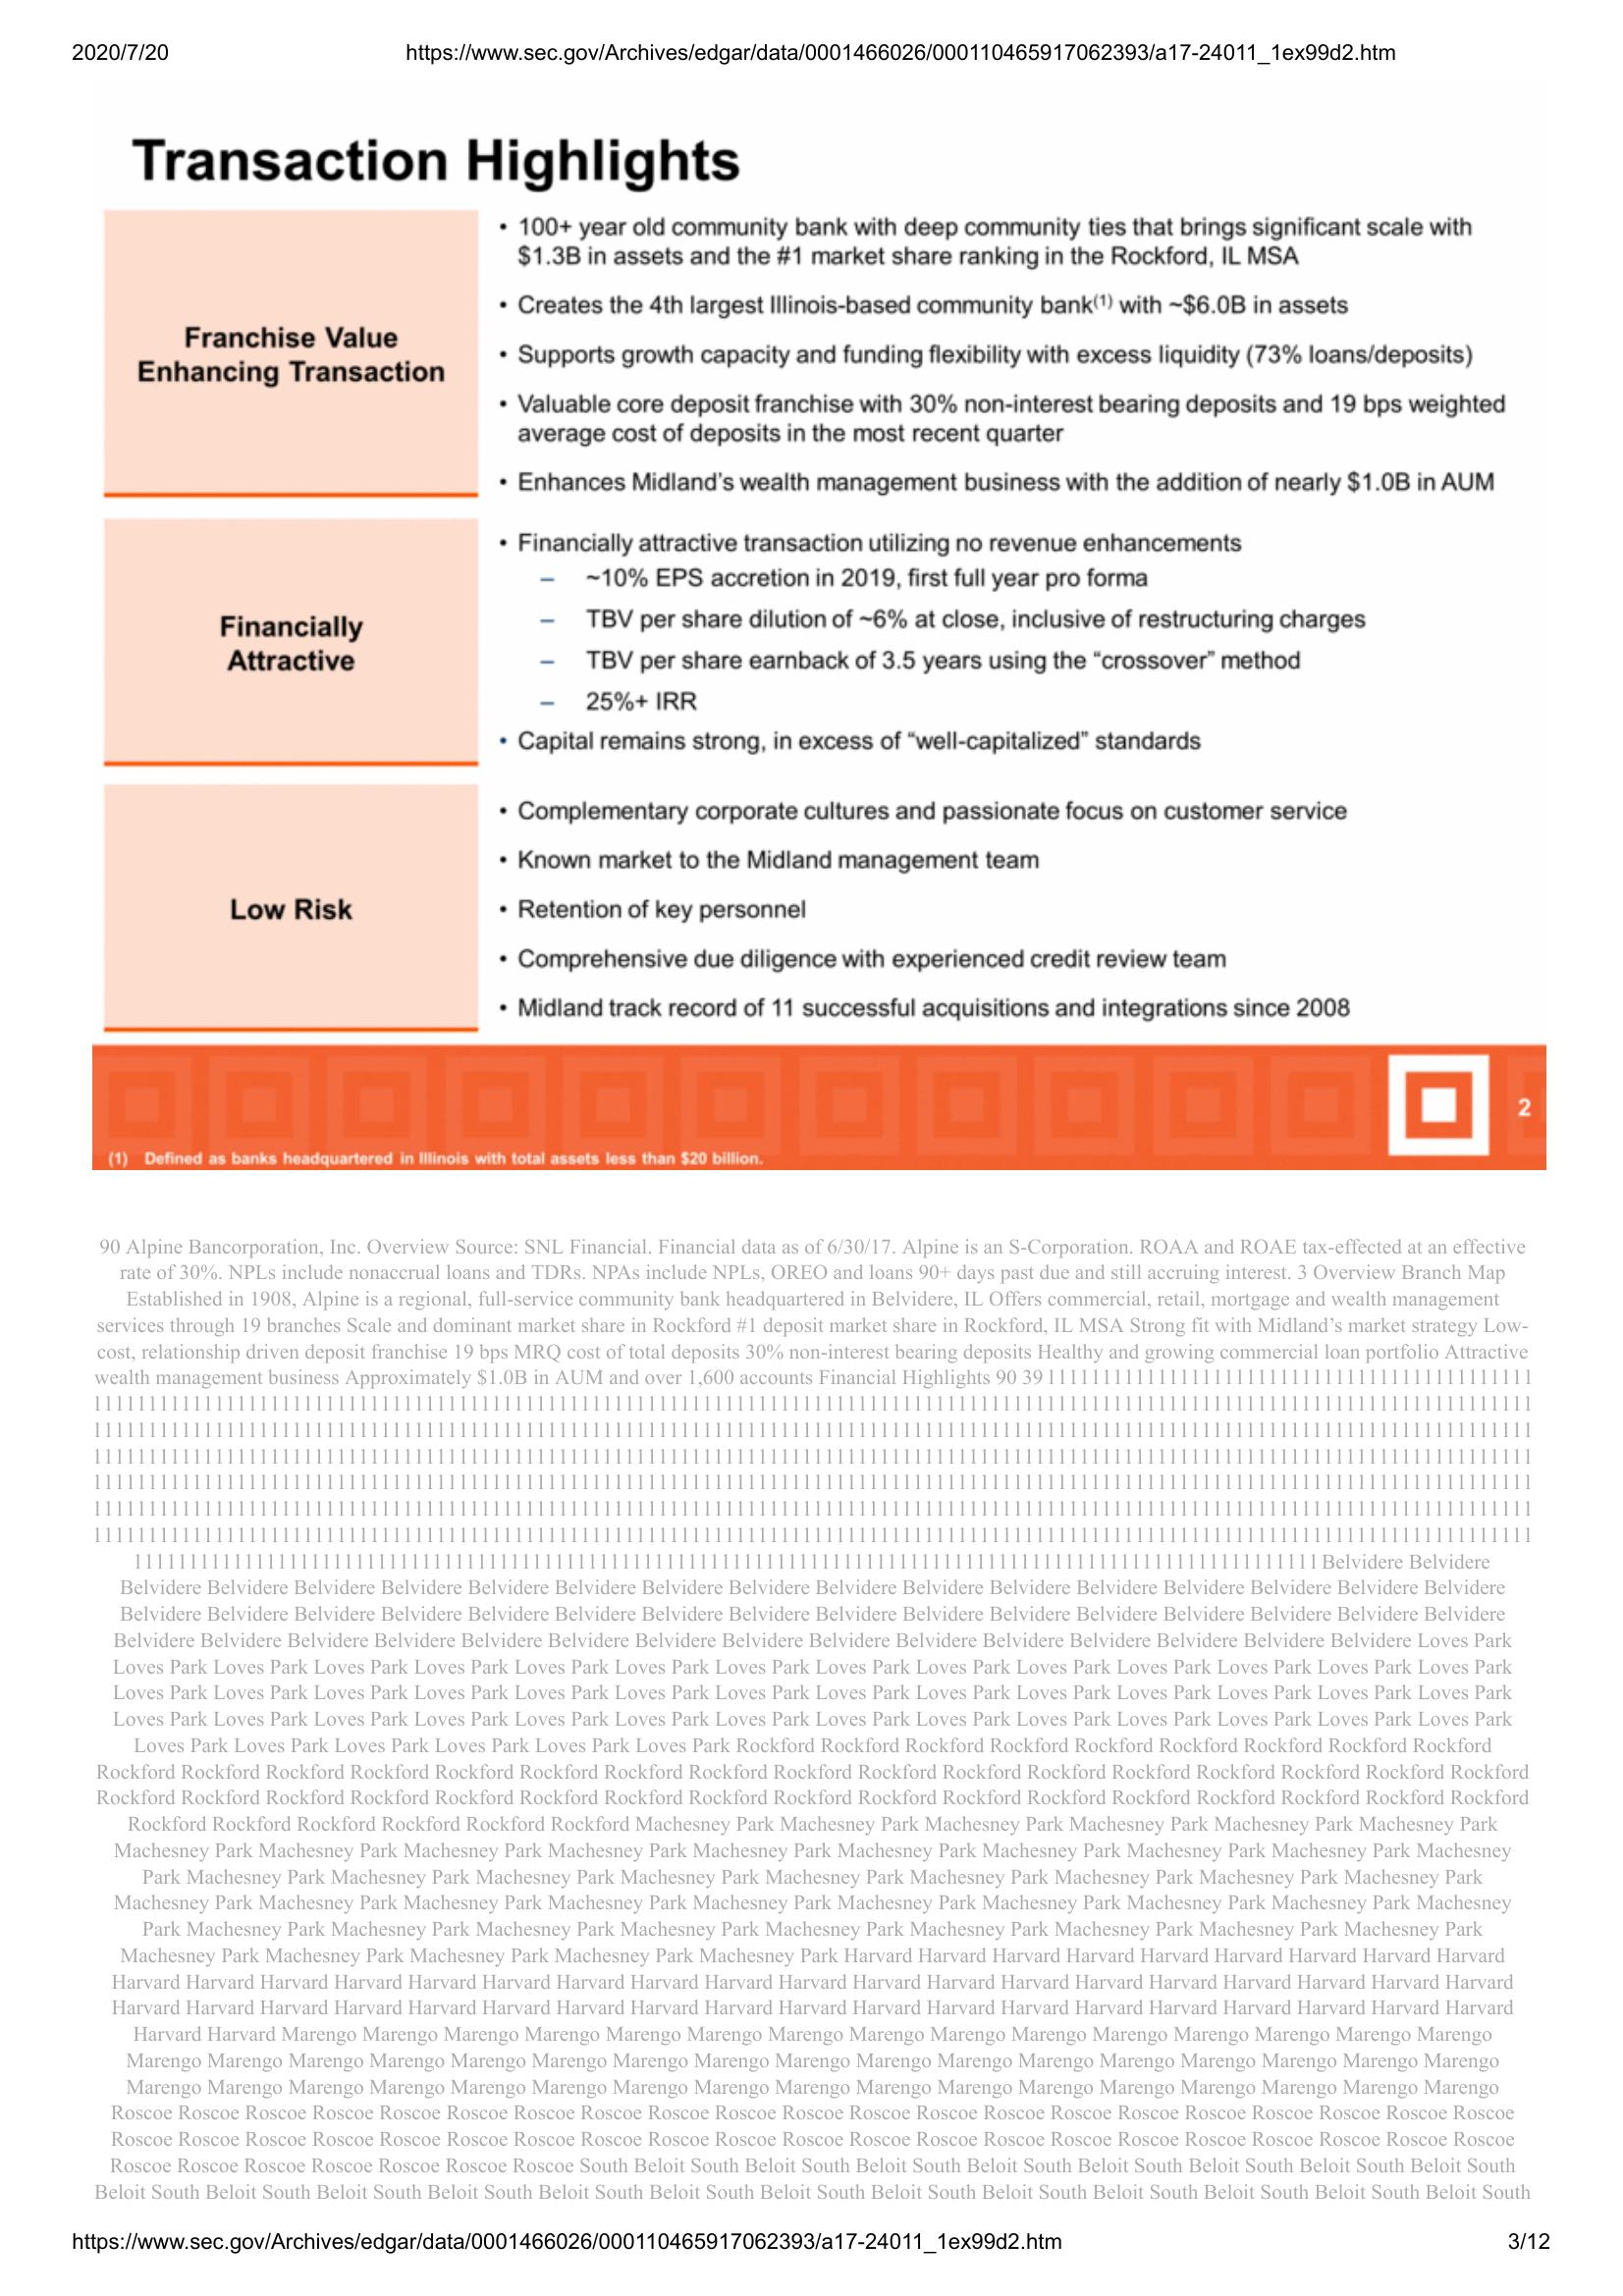 2020/7/20
https://www.sec.gov/Archives/edgar/data/0001466026/000110465917062393/a17-24011_1ex99d2.htm
Transaction Highlights
Franchise Value
Enhancing Transaction
• 100+ year old community bank with deep community ties that brings significant scale with
$1.3B in assets and the #1 market share ranking in the Rockford, IL MSA
• Creates the 4th largest Illinois-based community bank(1) with ~$6.0B in assets
• Supports growth capacity and funding flexibility with excess liquidity (73% loans/deposits)
• Valuable core deposit franchise with 30% non-interest bearing deposits and 19 bps weighted
average cost of deposits in the most recent quarter
• Enhances Midland’s wealth management business with the addition of nearly $1.0B in AUM
Financially
Attractive
• Financially attractive transaction utilizing no revenue enhancements
– ~10% EPS accretion in 2019, first full year pro forma
– TBV per share dilution of ~6% at close, inclusive of restructuring charges
– TBV per share earnback of 3.5 years using the “crossover” method
– 25%+ IRR
• Capital remains strong, in excess of “well-capitalized” standards
Low Risk
• Complementary corporate cultures and passionate focus on customer service
• Known market to the Midland management team
• Retention of key personnel
• Comprehensive due diligence with experienced credit review team
• Midland track record of 11 successful acquisitions and integrations since 2008
2
(1) Defined as banks headquartered in Illinois with total assets less than $20 billion.
90 Alpine Bancorporation, Inc. Overview Source: SNL Financial. Financial data as of 6/30/17. Alpine is an S-Corporation. ROAA and ROAE tax-effected at an effective
rate of 30%. NPLs include nonaccrual loans and TDRs. NPAs include NPLs, OREO and loans 90+ days past due and still accruing interest. 3 Overview Branch Map
Established in 1908, Alpine is a regional, full-service community bank headquartered in Belvidere, IL Offers commercial, retail, mortgage and wealth management
services through 19 branches Scale and dominant market share in Rockford #1 deposit market share in Rockford, IL MSA Strong fit with Midland’s market strategy Low-
cost, relationship driven deposit franchise 19 bps MRQ cost of total deposits 30% non-interest bearing deposits Healthy and growing commercial loan portfolio Attractive
wealth management business Approximately $1.0B in AUM and over 1,600 accounts Financial Highlights 90 39
Belvidere Belvidere
Belvidere Belvidere Belvidere Belvidere Belvidere Belvidere Belvidere Belvidere Belvidere Belvidere Belvidere Belvidere Belvidere Belvidere Belvidere Belvidere
Belvidere Belvidere Belvidere Belvidere Belvidere Belvidere Belvidere Belvidere Belvidere Belvidere Belvidere Belvidere Belvidere Belvidere Belvidere Belvidere
Belvidere Belvidere Belvidere Belvidere Belvidere Belvidere Belvidere Belvidere Belvidere Belvidere Belvidere Belvidere Belvidere Belvidere Belvidere Loves Park
Loves Park Loves Park Loves Park Loves Park Loves Park Loves Park Loves Park Loves Park Loves Park Loves Park Loves Park Loves Park Loves Park Loves Park
Loves Park Loves Park Loves Park Loves Park Loves Park Loves Park Loves Park Loves Park Loves Park Loves Park Loves Park Loves Park Loves Park Loves Park
Loves Park Loves Park Loves Park Loves Park Loves Park Loves Park Loves Park Loves Park Loves Park Loves Park Loves Park Loves Park Loves Park Loves Park
Loves Park Loves Park Loves Park Loves Park Loves Park Loves Park Rockford Rockford Rockford Rockford Rockford Rockford Rockford Rockford Rockford
Rockford Rockford Rockford Rockford Rockford Rockford Rockford Rockford Rockford Rockford Rockford Rockford Rockford Rockford Rockford Rockford Rockford
Rockford Rockford Rockford Rockford Rockford Rockford Rockford Rockford Rockford Rockford Rockford Rockford Rockford Rockford Rockford Rockford Rockford
Rockford Rockford Rockford Rockford Rockford Rockford Machesney Park Machesney Park Machesney Park Machesney Park Machesney Park Machesney Park
Machesney Park Machesney Park Machesney Park Machesney Park Machesney Park Machesney Park Machesney Park Machesney Park Machesney Park Machesney
Park Machesney Park Machesney Park Machesney Park Machesney Park Machesney Park Machesney Park Machesney Park Machesney Park Machesney Park
Machesney Park Machesney Park Machesney Park Machesney Park Machesney Park Machesney Park Machesney Park Machesney Park Machesney Park Machesney
Park Machesney Park Machesney Park Machesney Park Machesney Park Machesney Park Machesney Park Machesney Park Machesney Park Machesney Park
Machesney Park Machesney Park Machesney Park Machesney Park Machesney Park Harvard Harvard Harvard Harvard Harvard Harvard Harvard Harvard Harvard
Harvard Harvard Harvard Harvard Harvard Harvard Harvard Harvard Harvard Harvard Harvard Harvard Harvard Harvard Harvard Harvard Harvard Harvard Harvard
Harvard Harvard Harvard Harvard Harvard Harvard Harvard Harvard Harvard Harvard Harvard Harvard Harvard Harvard Harvard Harvard Harvard Harvard Harvard
Harvard Harvard Marengo Marengo Marengo Marengo Marengo Marengo Marengo Marengo Marengo Marengo Marengo Marengo Marengo Marengo Marengo
Marengo Marengo Marengo Marengo Marengo Marengo Marengo Marengo Marengo Marengo Marengo Marengo Marengo Marengo Marengo Marengo Marengo
Marengo Marengo Marengo Marengo Marengo Marengo Marengo Marengo Marengo Marengo Marengo Marengo Marengo Marengo Marengo Marengo Marengo
Roscoe Roscoe Roscoe Roscoe Roscoe Roscoe Roscoe Roscoe Roscoe Roscoe Roscoe Roscoe Roscoe Roscoe Roscoe Roscoe Roscoe Roscoe Roscoe Roscoe Roscoe
Roscoe Roscoe Roscoe Roscoe Roscoe Roscoe Roscoe Roscoe Roscoe Roscoe Roscoe Roscoe Roscoe Roscoe Roscoe Roscoe Roscoe Roscoe Roscoe Roscoe Roscoe
Roscoe Roscoe Roscoe Roscoe Roscoe Roscoe Roscoe South Beloit South Beloit South Beloit South Beloit South Beloit South Beloit South Beloit South Beloit South
Beloit South Beloit South Beloit South Beloit South Beloit South Beloit South Beloit South Beloit South Beloit South Beloit South Beloit South Beloit South Beloit South
https://www.sec.gov/Archives/edgar/data/0001466026/000110465917062393/a17-24011_1ex99d2.htm
3/12